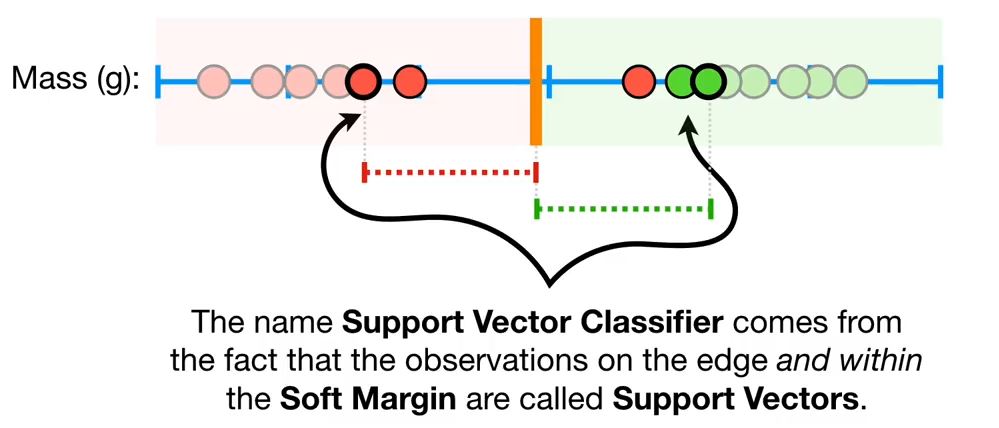 Mass (g):
The name Support Vector Classifier comes from
the fact that the observations on the edge and within
the Soft Margin are called Support Vectors.